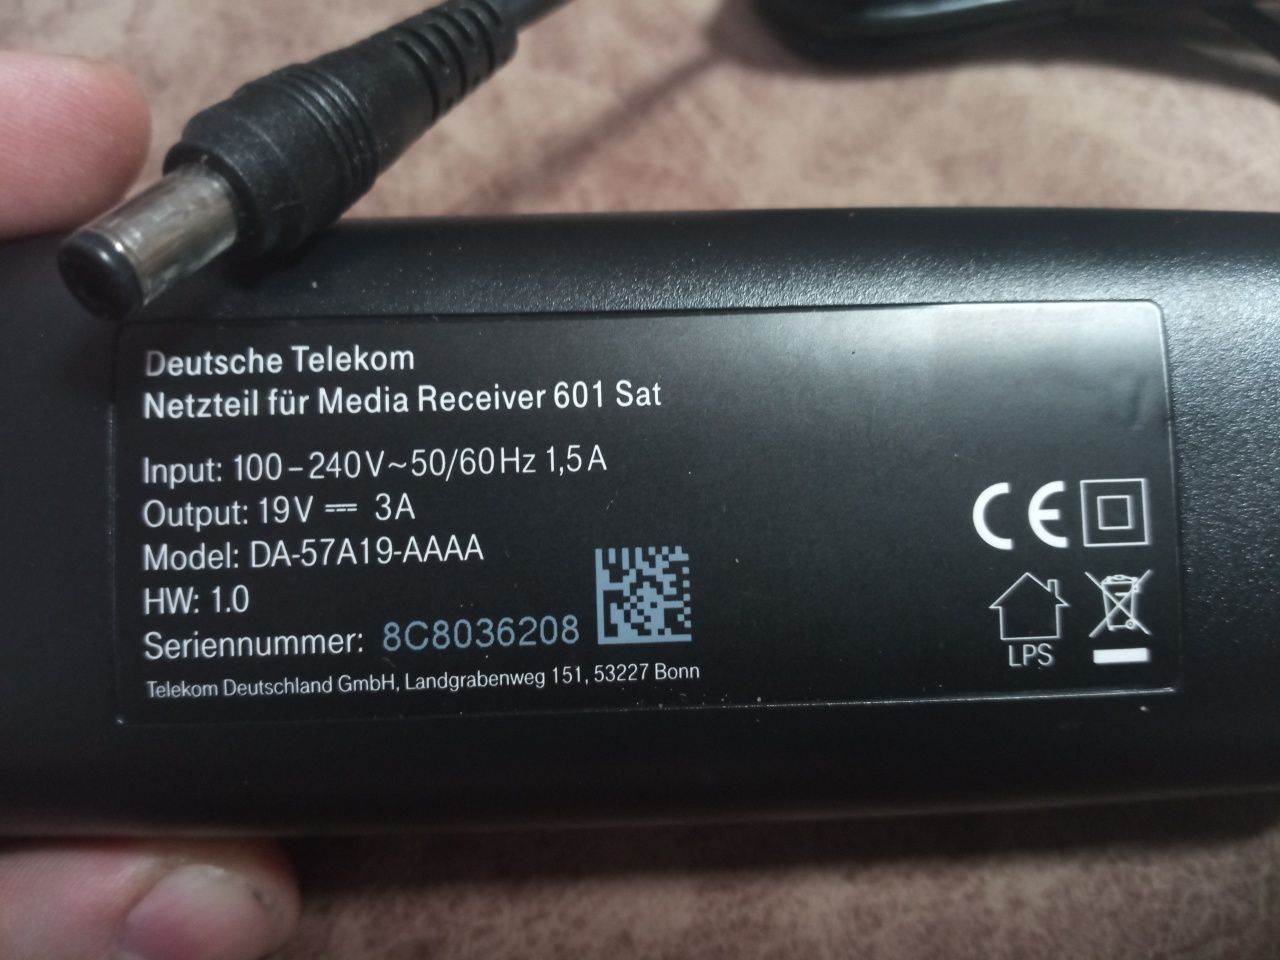 Deutsche Telekom
Netzteil für Media Receiver 601 Sat
Input: 100–240V~50/60Hz 1,5A
Output: 19V ⎓ 3A
Model: DA-57A19-AAAA
HW: 1.0
Seriennummer: 8C8036208
Telekom Deutschland GmbH, Landgrabenweg 151, 53227 Bonn
CE
LPS